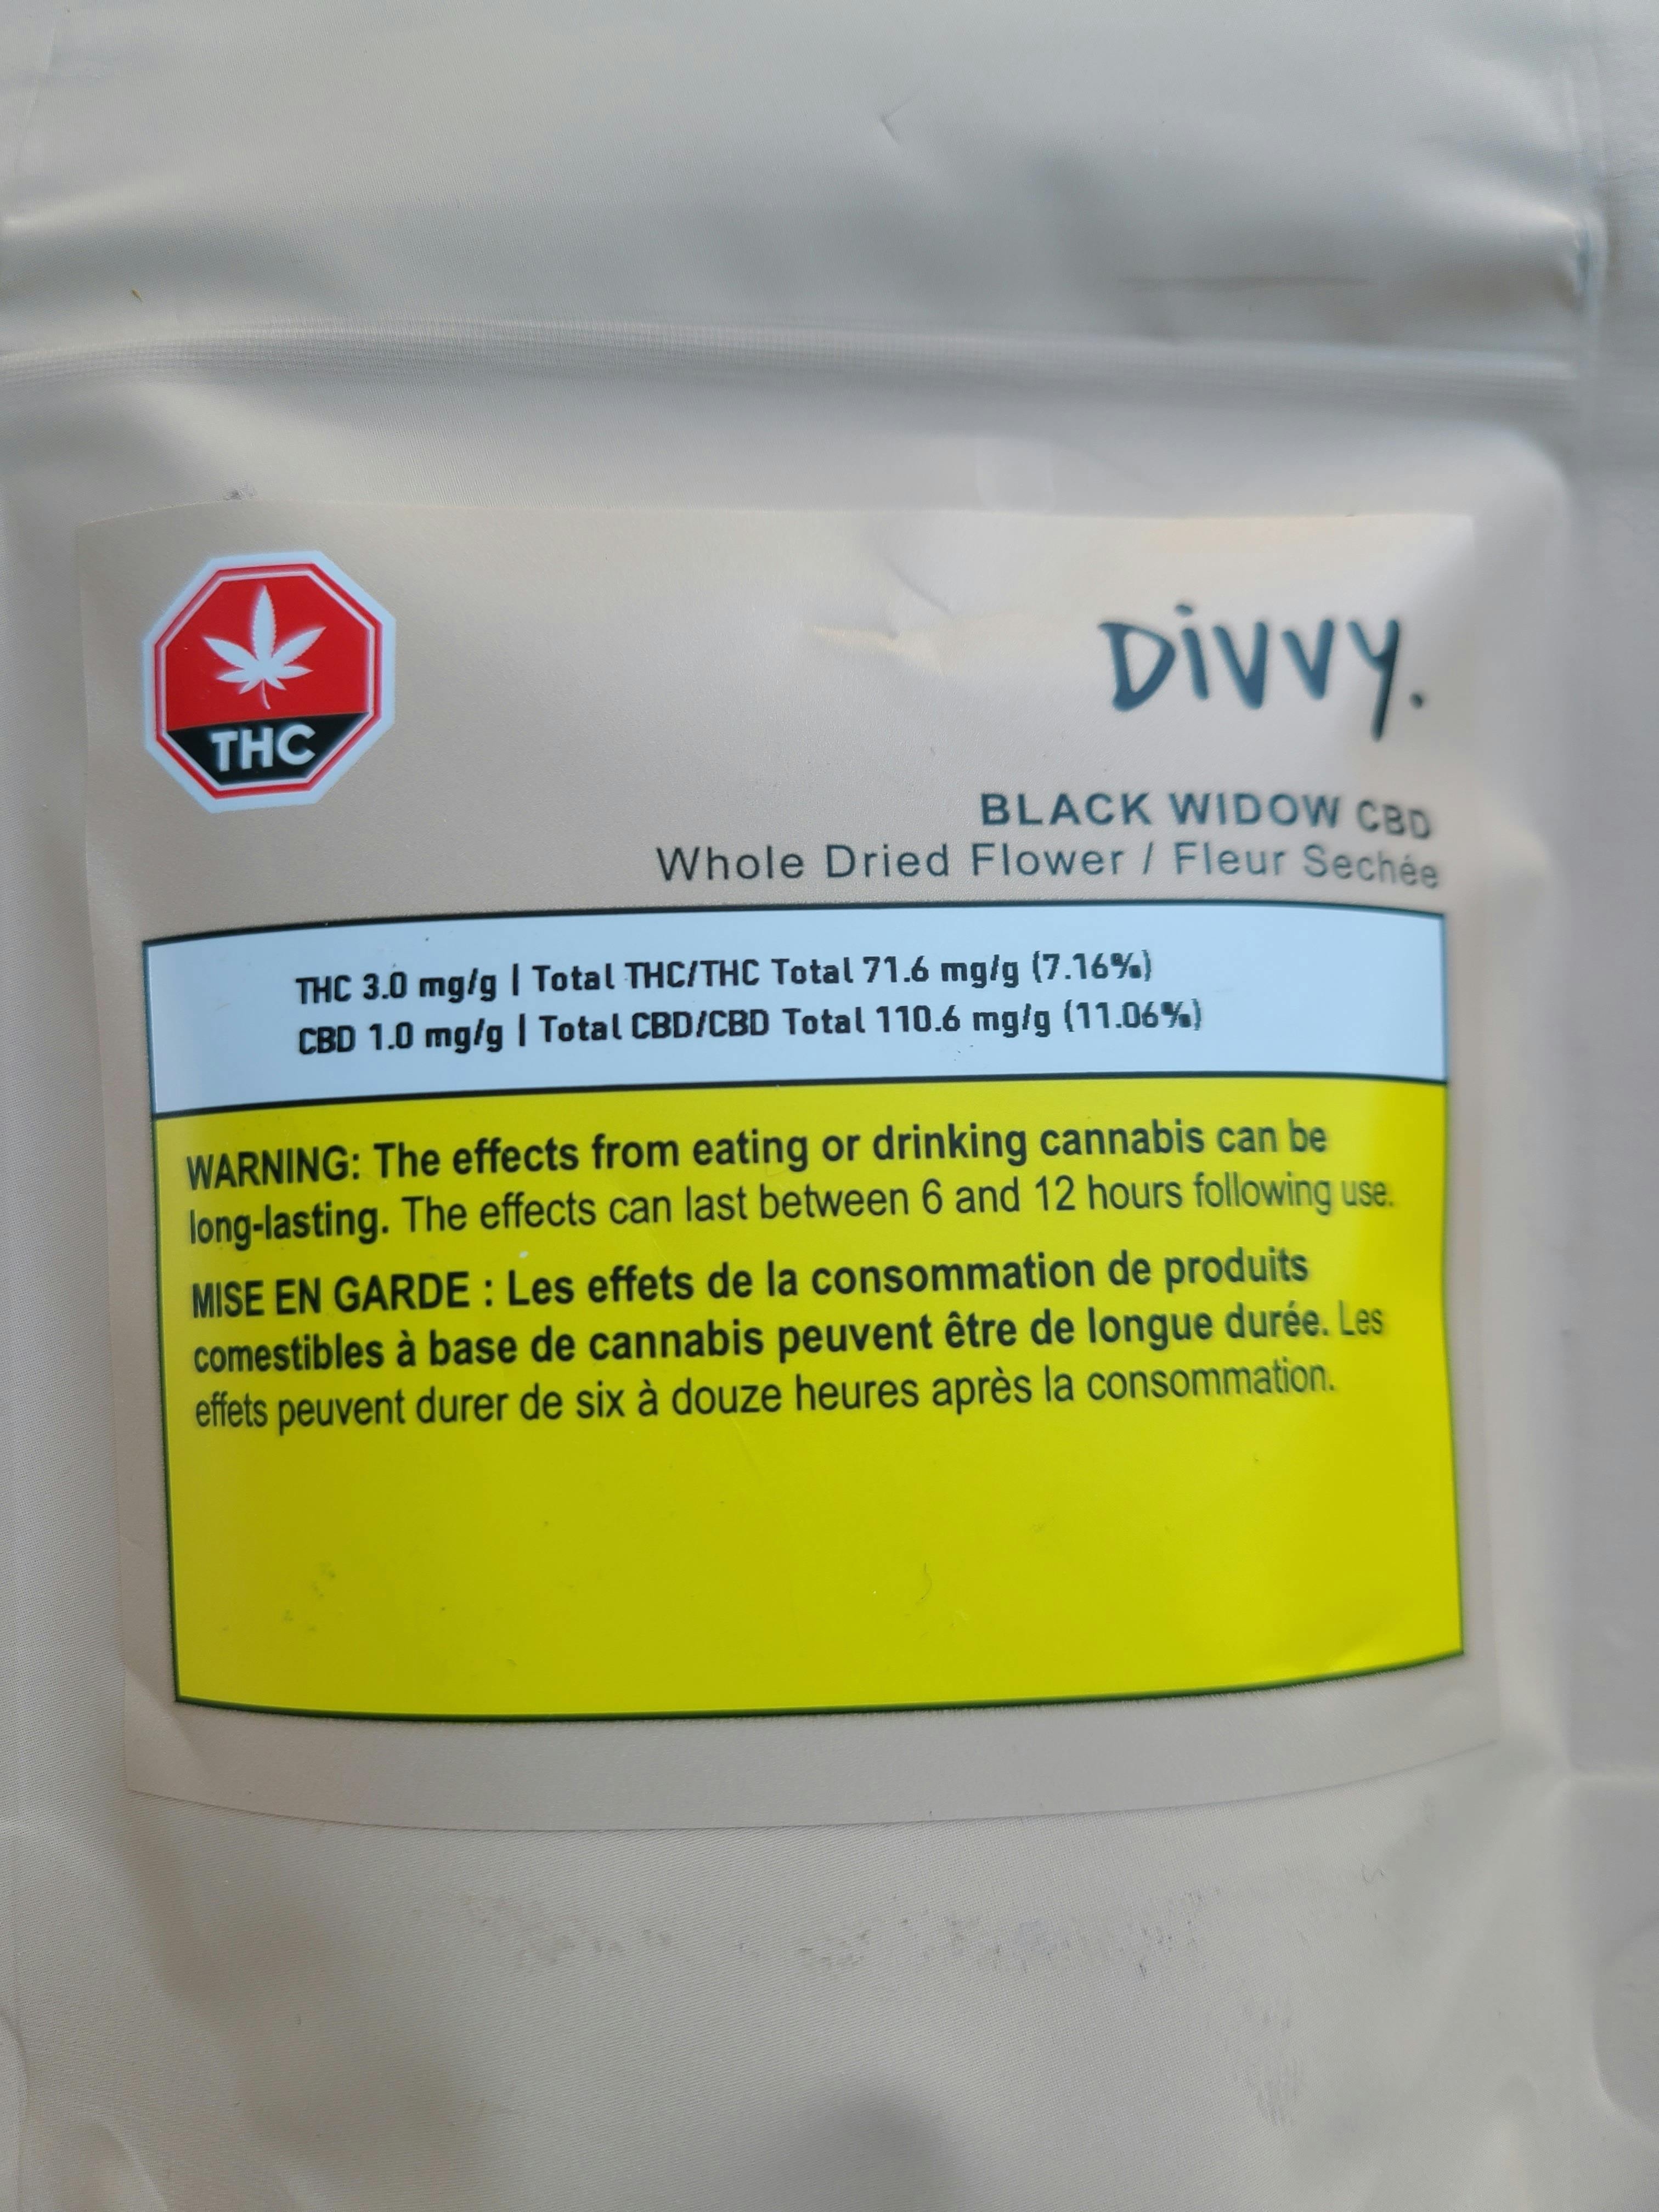 THC
Divvy.
BLACK WIDOW CBD
Whole Dried Flower / Fleur Sechée
THC 3.0 mg/g | Total THC/THC Total 71.6 mg/g (7.16%)
CBD 1.0 mg/g | Total CBD/CBD Total 110.6 mg/g (11.06%)
WARNING: The effects from eating or drinking cannabis can be
long-lasting. The effects can last between 6 and 12 hours following use.
MISE EN GARDE : Les effets de la consommation de produits
comestibles à base de cannabis peuvent être de longue durée. Les
effets peuvent durer de six à douze heures après la consommation.